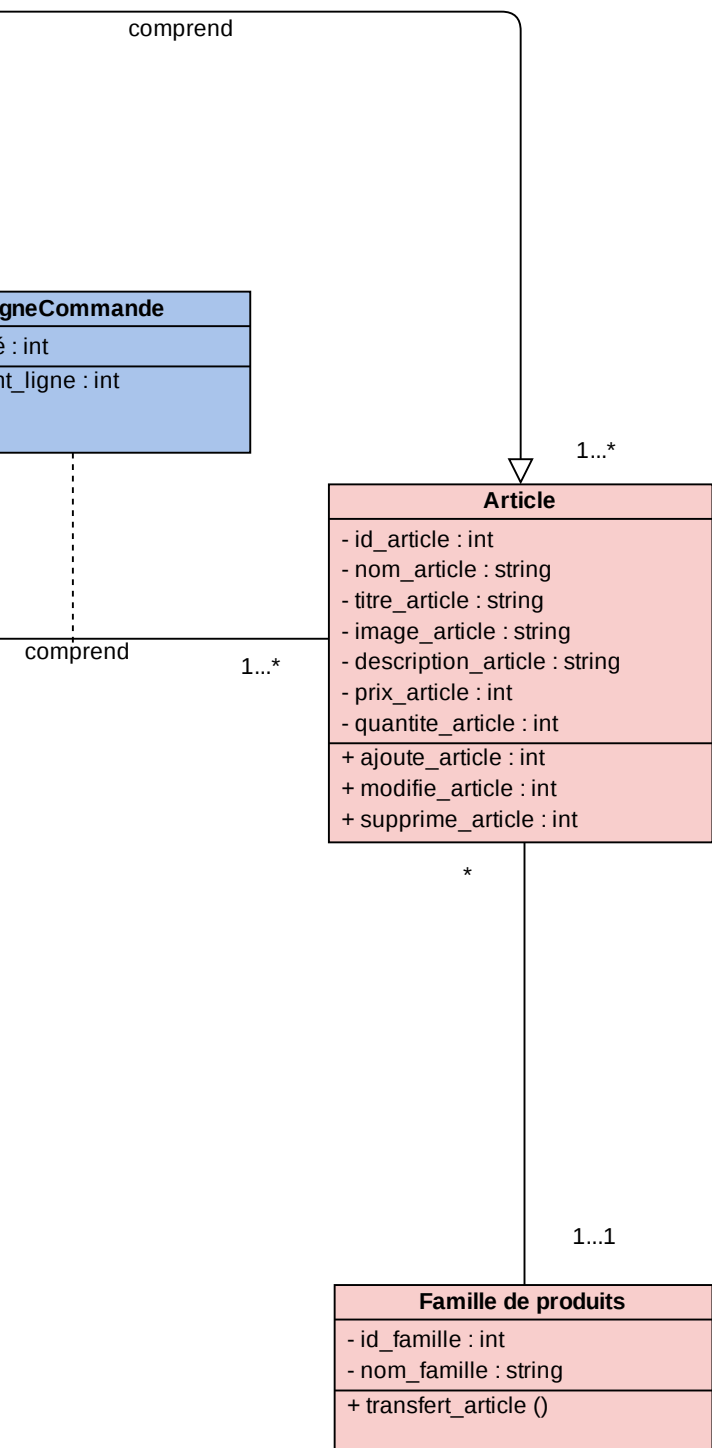 comprend
gneCommande
é : int
nt_ligne : int
1...*
Article
- id_article : int
- nom_article : string
- titre_article : string
- image_article : string
- description_article : string
- prix_article : int
- quantite_article : int
+ ajoute_article : int
+ modifie_article : int
+ supprime_article : int
comprend
1...*
*
1...1
Famille de produits
- id_famille : int
- nom_famille : string
+ transfert_article ()